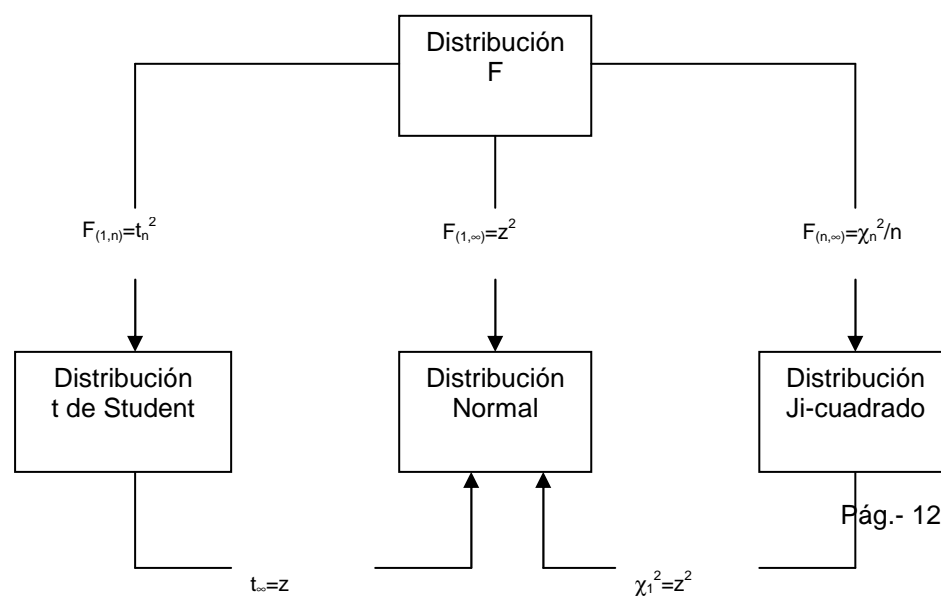 Distribución
F
F(1,n)=tn²
F(1,∞)=z²
F(n,∞)=χn²/n
Distribución
t de Student
Distribución
Normal
Distribución
Ji-cuadrado
Pág.- 12
t∞=z
χ1²=z²